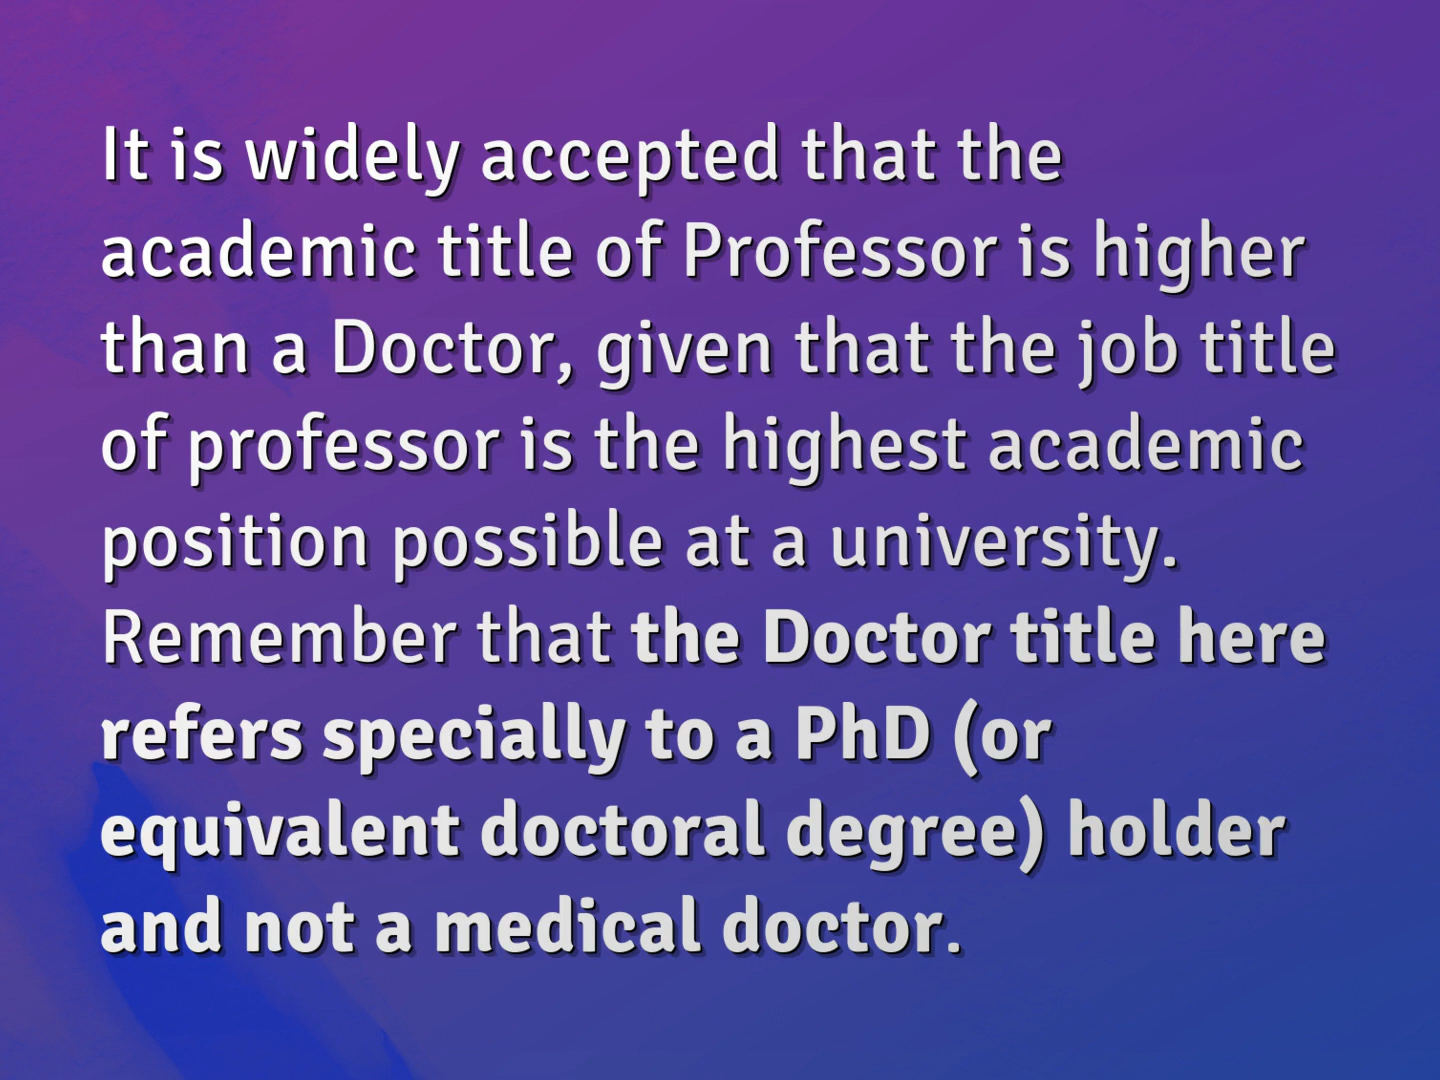 It is widely accepted that the
academic title of Professor is higher
than a Doctor, given that the job title
of professor is the highest academic
position possible at a university.
Remember that the Doctor title here
refers specially to a PhD (or
equivalent doctoral degree) holder
and not a medical doctor.